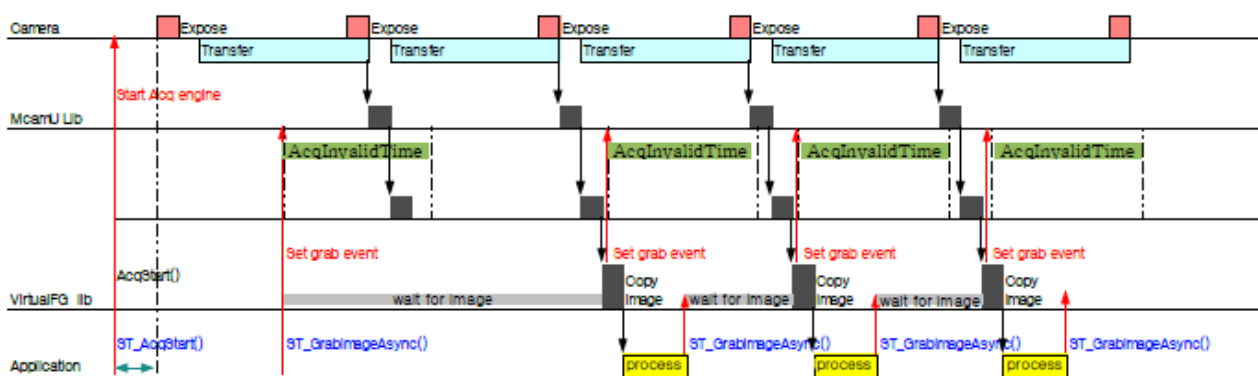 Camera
Expose
Expose
Expose
Expose
Expose
Transfer
Transfer
Transfer
Transfer
Transfer
Start Acq engine
McamU Lib
AcqInvalidTime
AcqInvalidTime
AcqInvalidTime
AcqInvalidTime
Set grab event
Set grab event
Set grab event
Set grab event
AcqStart()
Copy
Image
Copy
Image
Copy
Image
VirtualFG lib
wait for image
wait for image
wait for image
ST_AcqStart()
ST_GrabImageAsync()
ST_GrabImageAsync()
ST_GrabImageAsync()
ST_GrabImageAsync()
Application
process
process
process